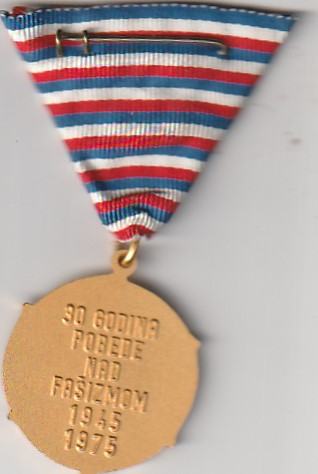 30 GODINA
POBEDE
NAD
FAŠIZMOM
1945
1975